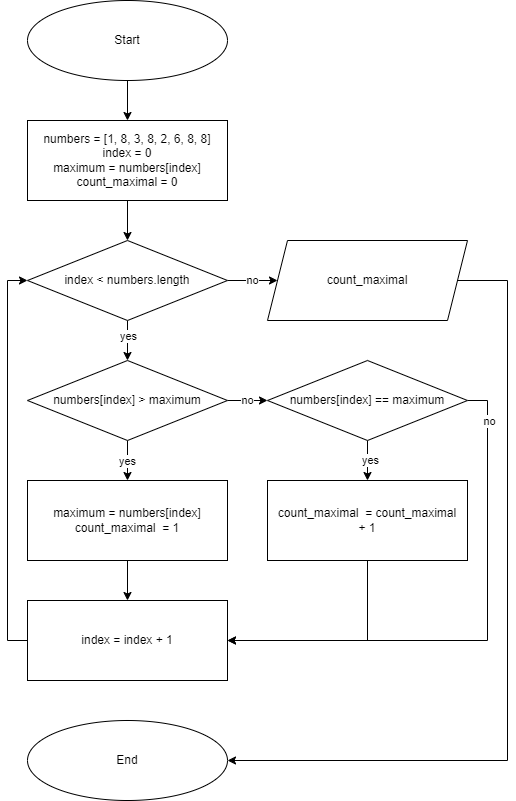 Start
numbers = [1, 8, 3, 8, 2, 6, 8, 8]
index = 0
maximum = numbers[index]
count_maximal = 0
index < numbers.length
no
count_maximal
yes
numbers[index] > maximum
no
numbers[index] == maximum
no
yes
yes
maximum = numbers[index]
count_maximal = 1
count_maximal = count_maximal
+ 1
index = index + 1
End